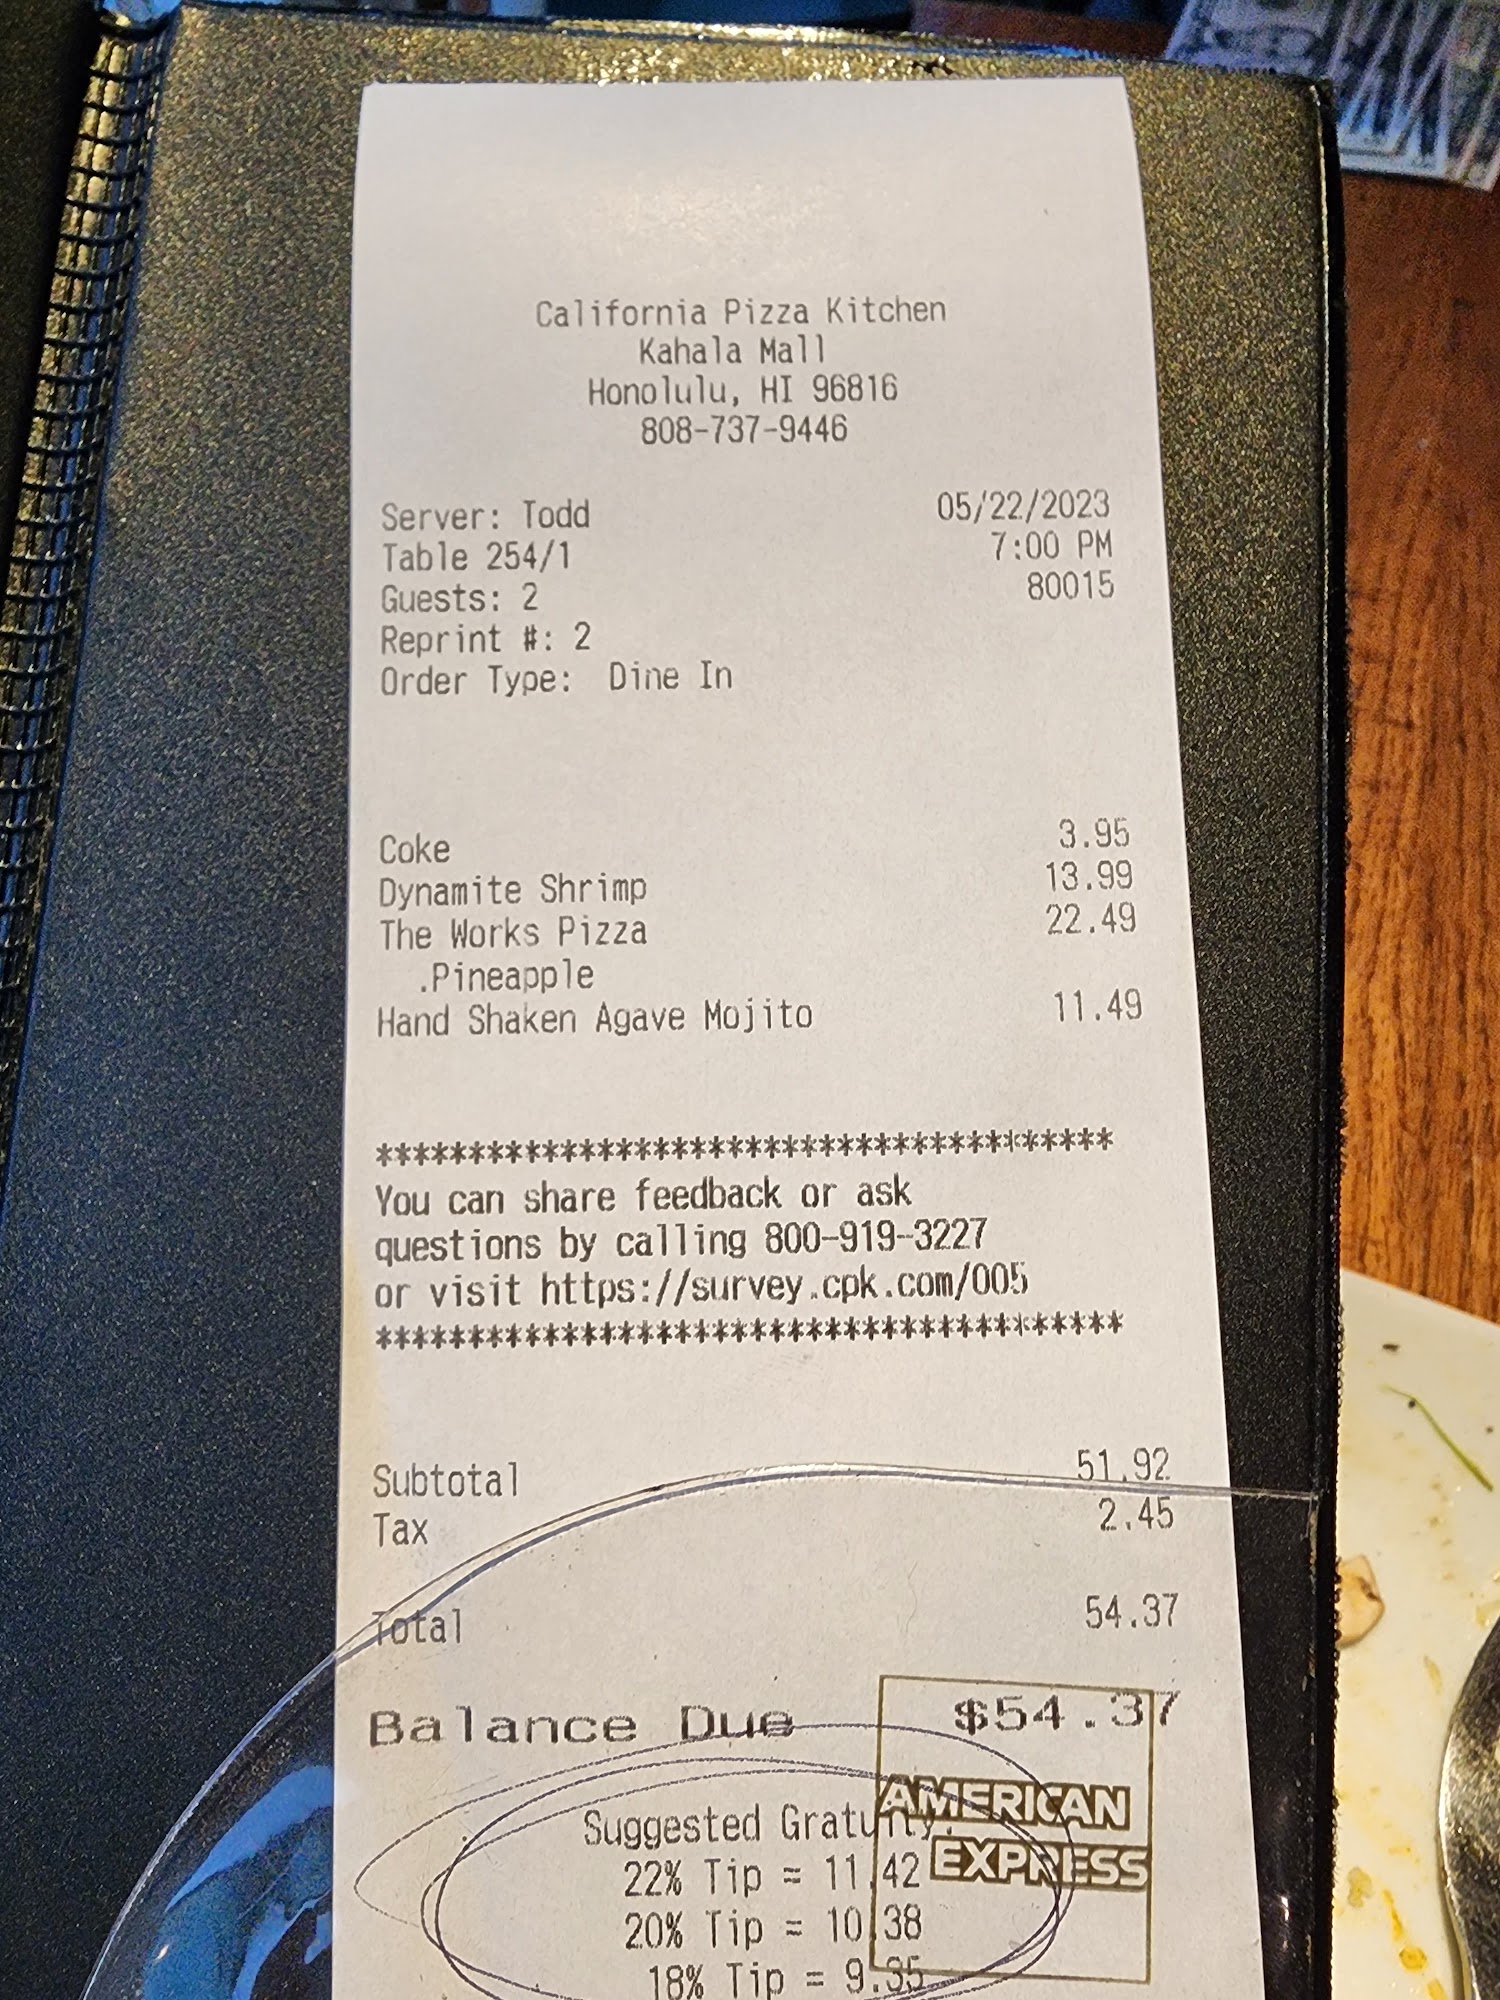 California Pizza Kitchen
Kahala Mall
Honolulu, HI 96816
808-737-9446
Server: Todd 05/22/2023
Table 254/1 7:00 PM
Guests: 2 80015
Reprint #: 2
Order Type: Dine In
Coke 3.95
Dynamite Shrimp 13.99
The Works Pizza 22.49
.Pineapple
Hand Shaken Agave Mojito 11.49
****************************************
You can share feedback or ask
questions by calling 800-919-3227
or visit https://survey.cpk.com/005
****************************************
Subtotal 51.92
Tax 2.45
Total 54.37
Balance Due $54.37
Suggested Gratuity:
22% Tip = 11.42
20% Tip = 10.38
18% Tip = 9.35
AMERICAN
EXPRESS